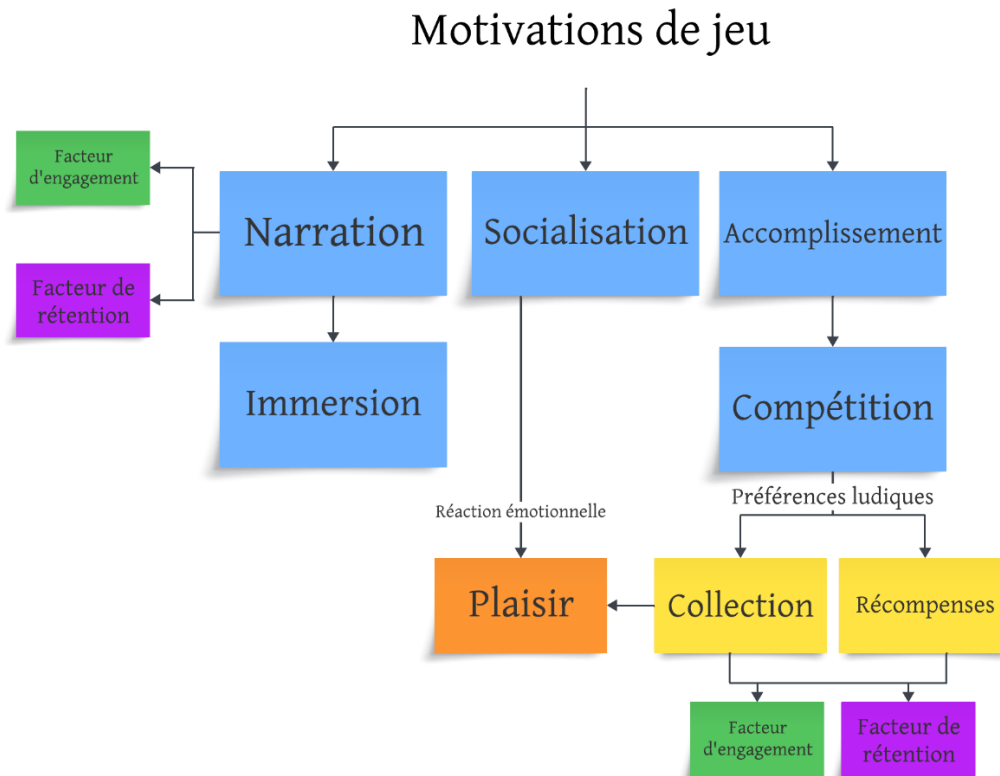 Motivations de jeu
Facteur
d'engagement
Narration
Socialisation
Accomplissement
Facteur de
rétention
Immersion
Compétition
Préférences ludiques
Réaction émotionnelle
Plaisir
Collection
Récompenses
Facteur
d'engagement
Facteur de
rétention